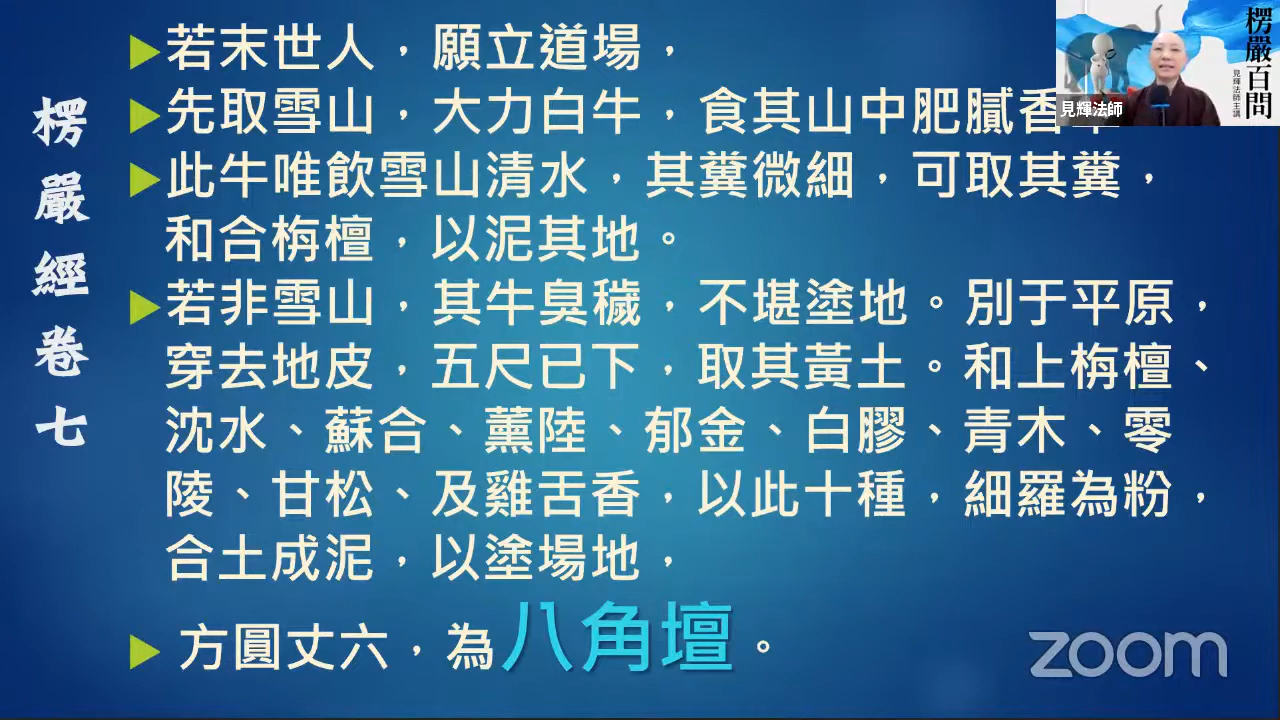 楞嚴經卷七
若末世人，願立道場，
先取雪山，大力白牛，食其山中肥膩香
此牛唯飲雪山清水，其糞微細，可取其糞，
和合栴檀，以泥其地。
若非雪山，其牛臭穢，不堪塗地。別于平原，
穿去地皮，五尺已下，取其黃土。和上栴檀、
沈水、蘇合、薰陸、郁金、白膠、青木、零
陵、甘松、及雞舌香，以此十種，細羅為粉，
合土成泥，以塗場地，
方圓丈六，為八角壇。
楞嚴百問
見輝法師主講
見輝法師
zoom